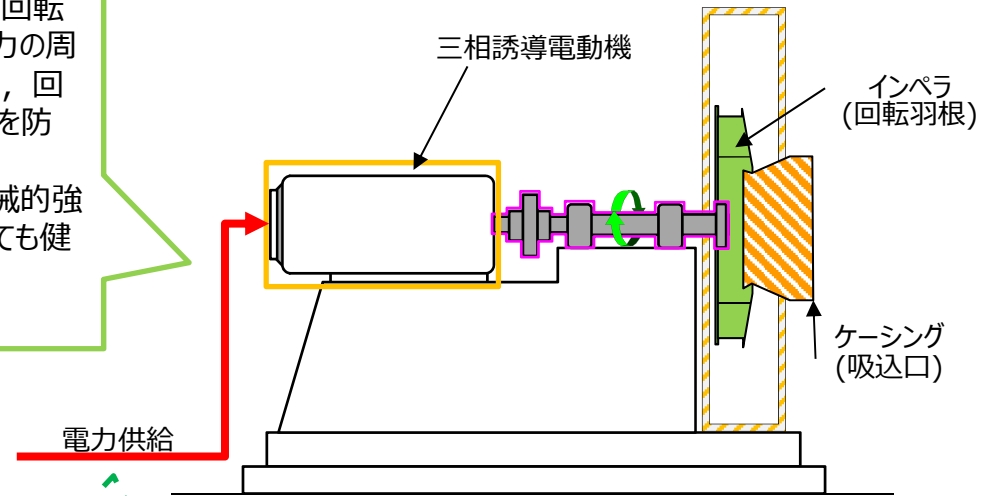 回転
力の周
, 回
を防
械的強
ても健
三相誘導電動機
インペラ
(回転羽根)
ケーシング
(吸込口)
電力供給